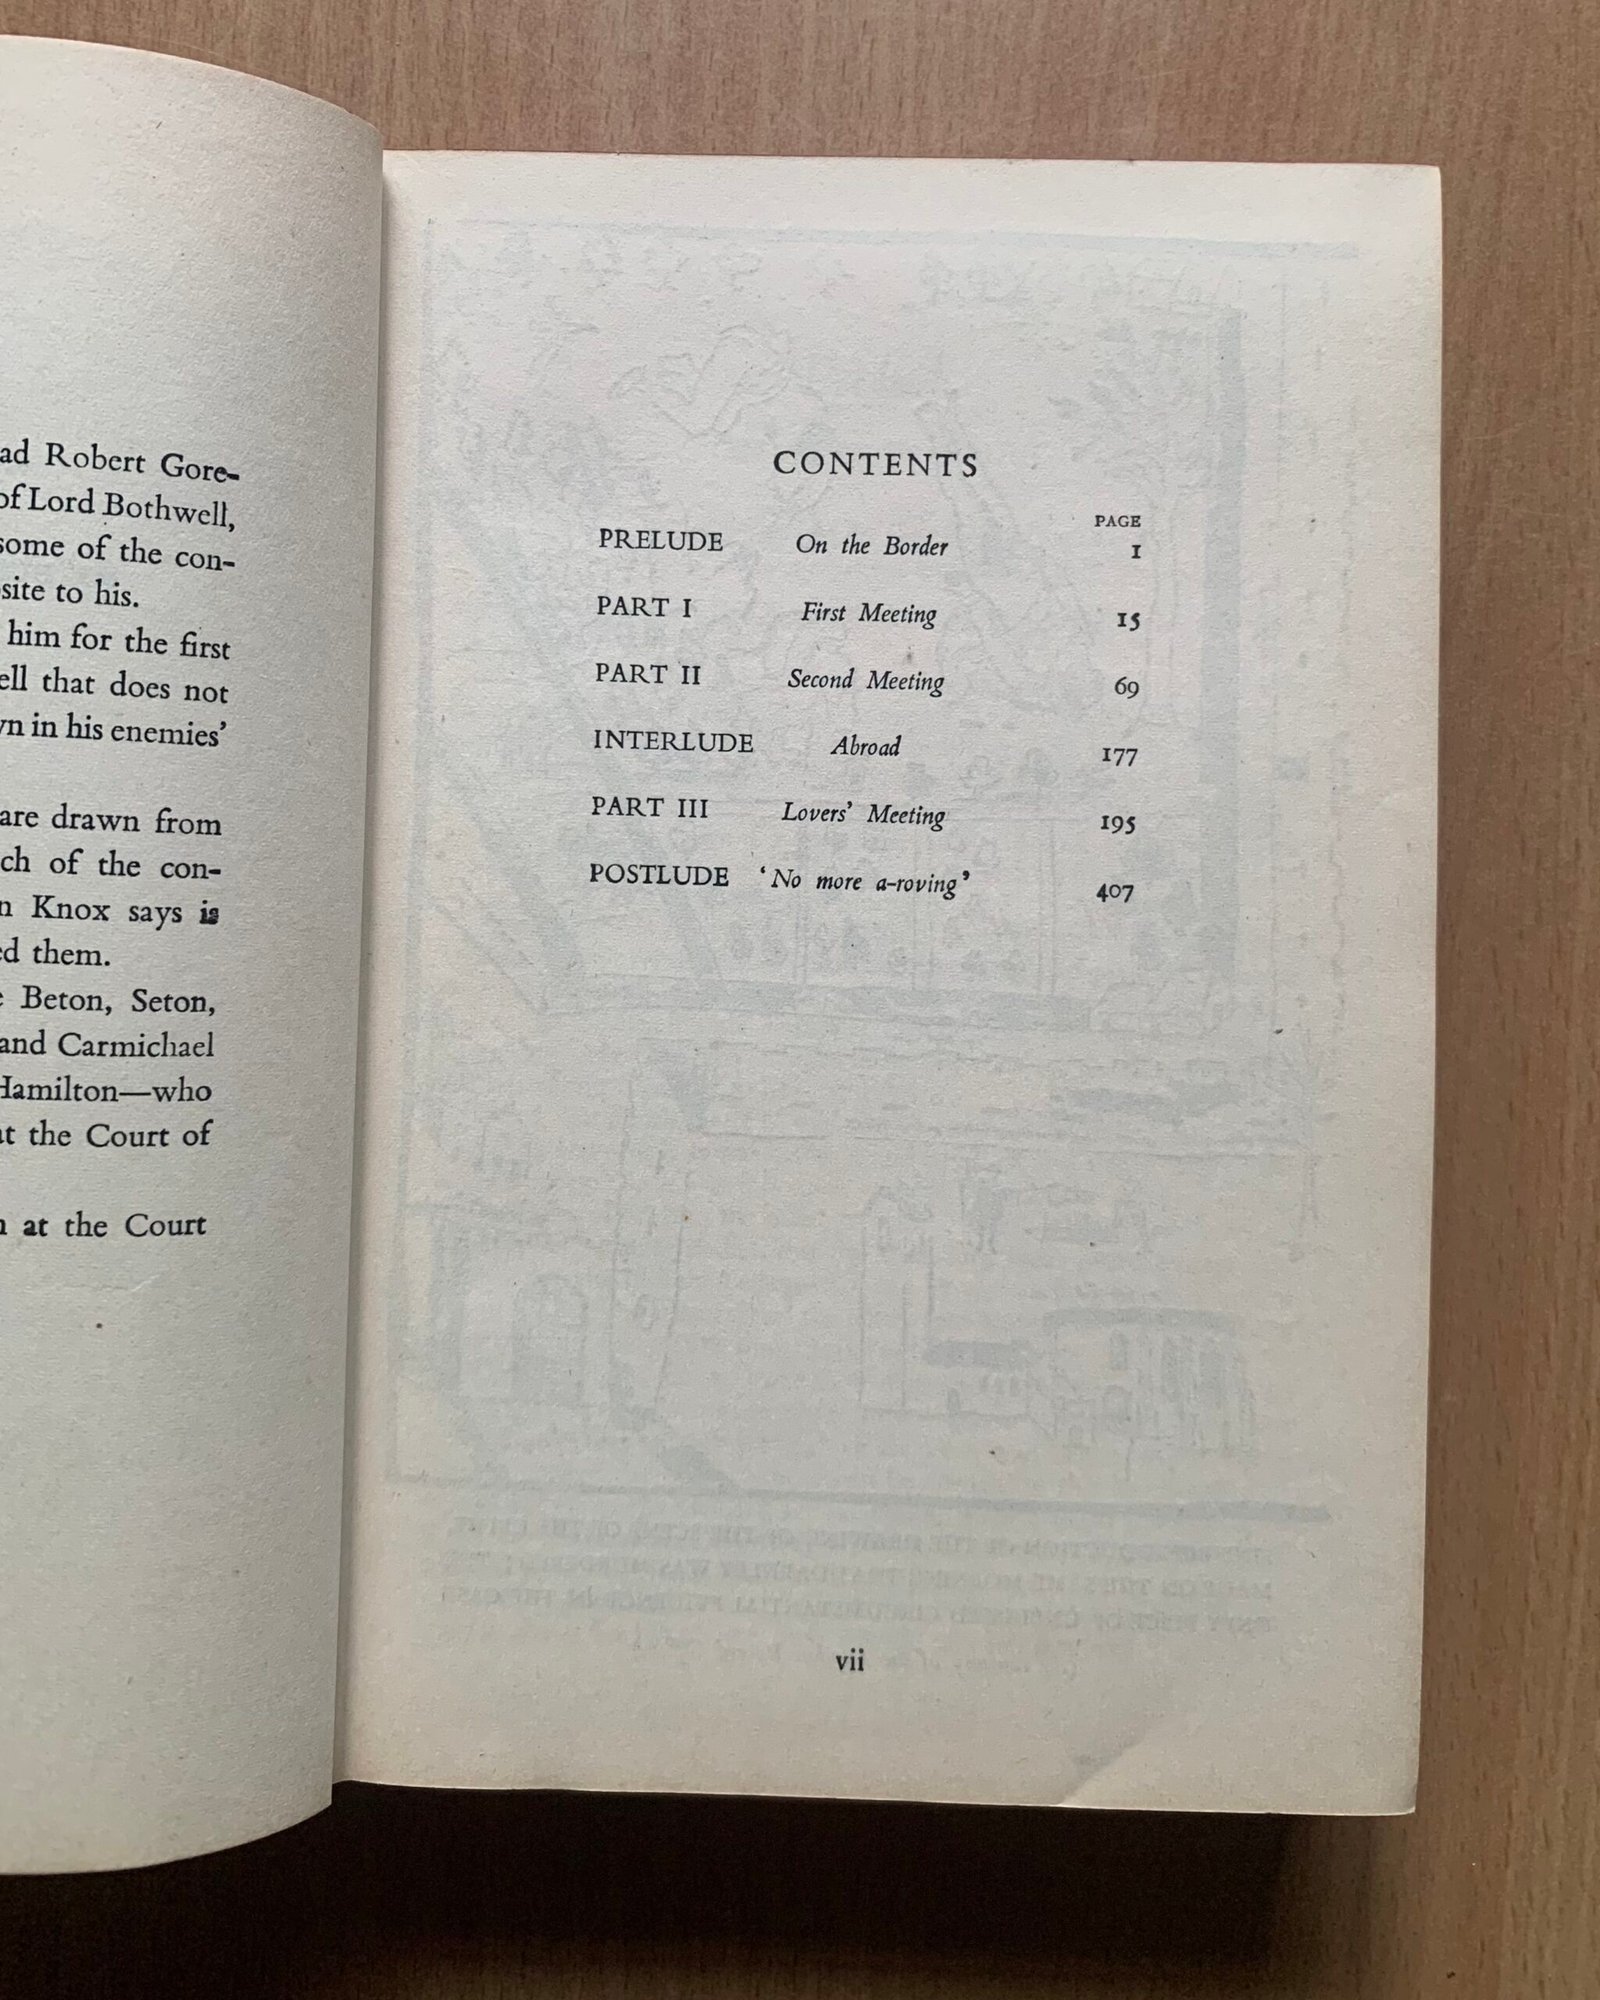 ad Robert Gore-
of Lord Bothwell,
some of the con-
site to his.
him for the first
ell that does not
in his enemies'
are drawn from
ch of the con-
Knox says is
ed them.
Beton, Seton,
and Carmichael
Hamilton—who
at the Court of
at the Court
CONTENTS
PAGE
PRELUDE On the Border 1
PART I First Meeting 15
PART II Second Meeting 69
INTERLUDE Abroad 177
PART III Lovers' Meeting 195
POSTLUDE 'No more a-roving' 407
vii